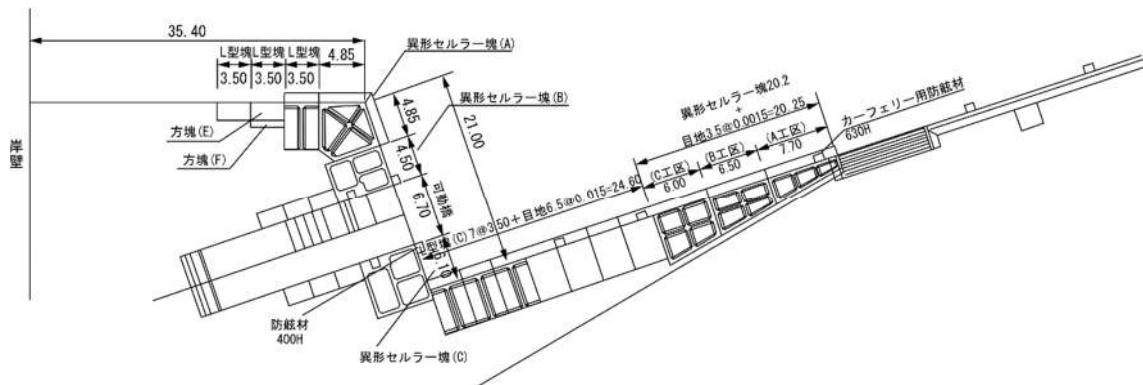 35.40
L型塊 L型塊 L型塊 4.85
3.50 3.50 3.50
異形セルラー塊(A)
異形セルラー塊(B)
4.85
21.00
4.50
方塊(E)
方塊(F)
岸壁
可動橋
6.70
異形セルラー塊20.2
+
目地3.5@0.0015=20.25
カーフェリー用防舷材
630H
(A工区)
7.70
(B工区)
6.50
(C工区)
6.00
L型塊(C) 7@3.50+目地6.5@0.015=24.60
6.10
防舷材
400H
異形セルラー塊(C)